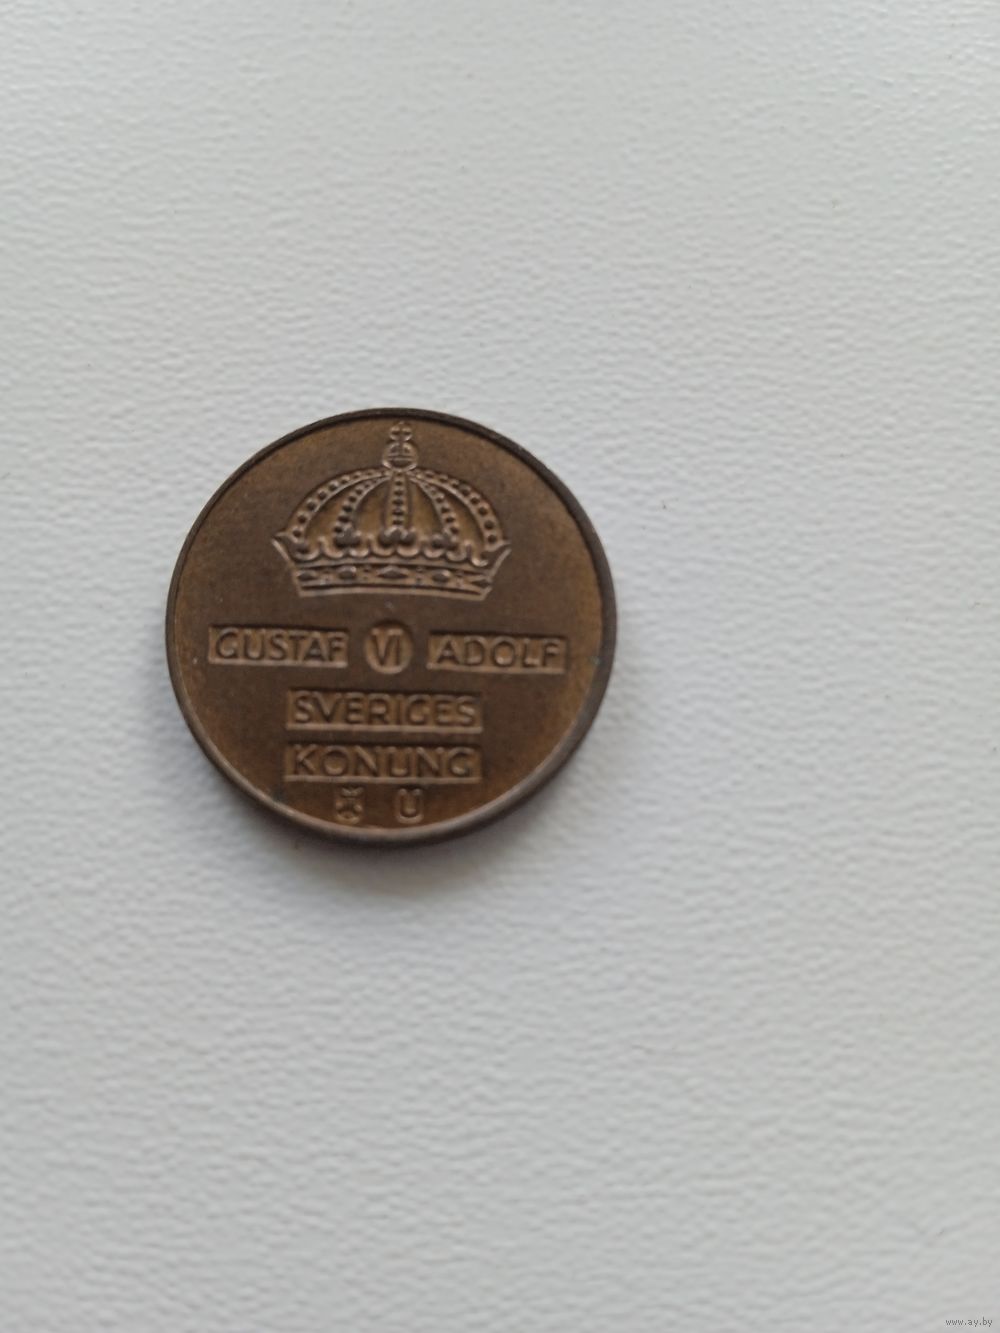 GUSTAF VI ADOLF
SVERIGES
KONUNG
U
www.ay.by